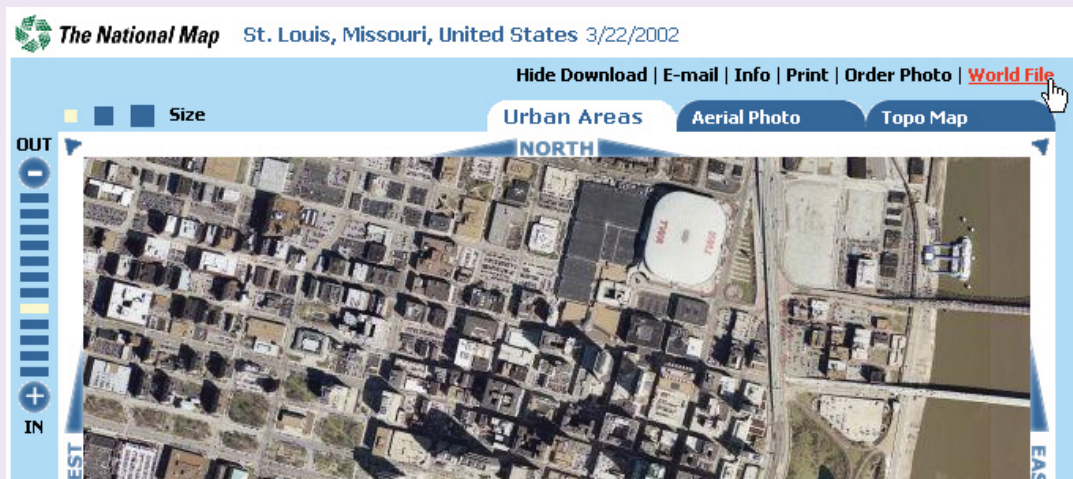 The National Map St. Louis, Missouri, United States 3/22/2002
Hide Download | E-mail | Info | Print | Order Photo | World File
Size
Urban Areas Aerial Photo Topo Map
OUT
NORTH
IN
EST
EAS